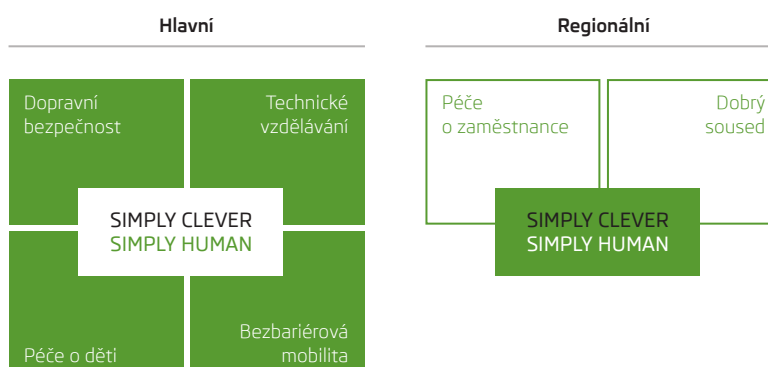 Hlavní
Dopravní
bezpečnost
Technické
vzdělávání
SIMPLY CLEVER
SIMPLY HUMAN
Péče o děti
Bezbariérová
mobilita
Regionální
Péče
o zaměstnance
Dobrý
soused
SIMPLY CLEVER
SIMPLY HUMAN